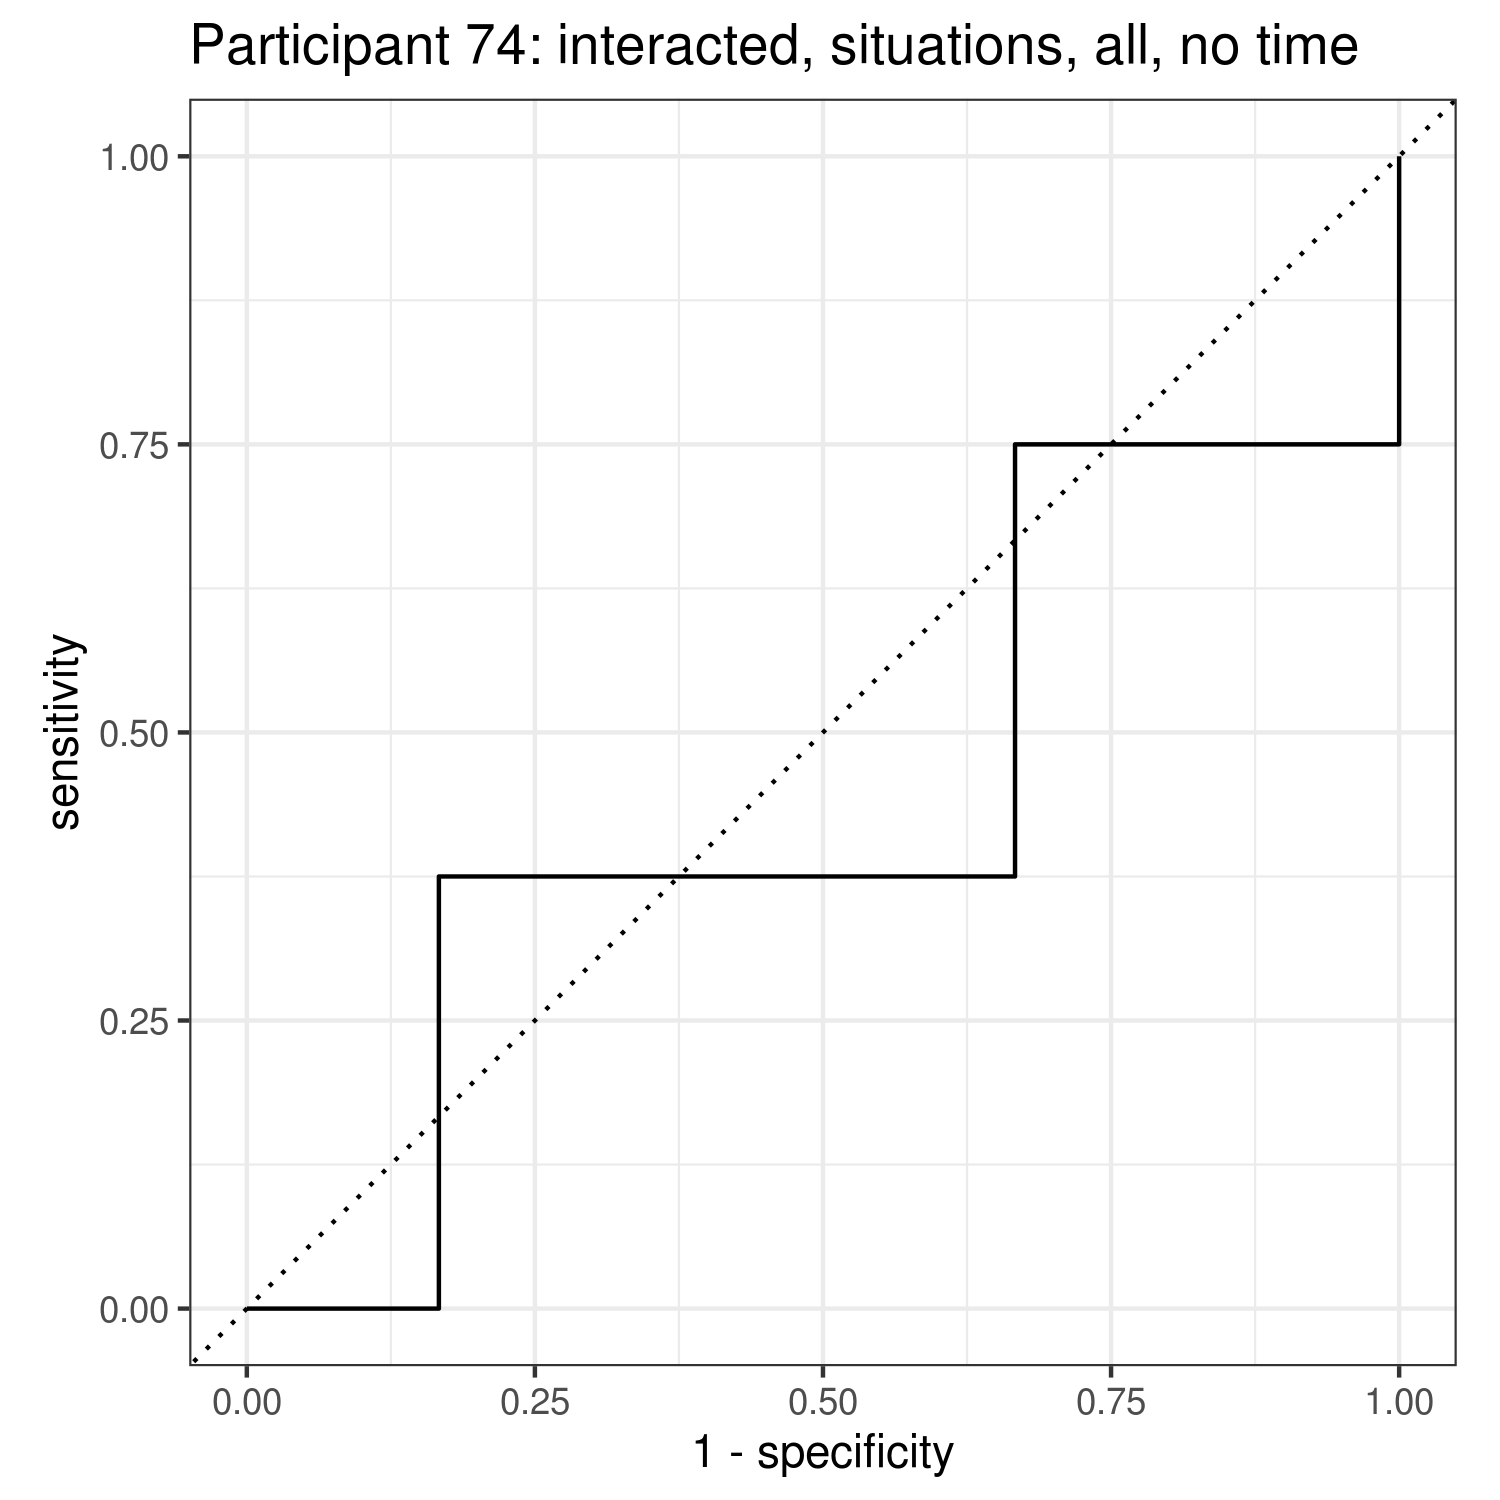 Participant 74: interacted, situations, all, no time
1.00
0.75
0.50
0.25
0.00
sensitivity
0.00 0.25 0.50 0.75 1.00
1 - specificity